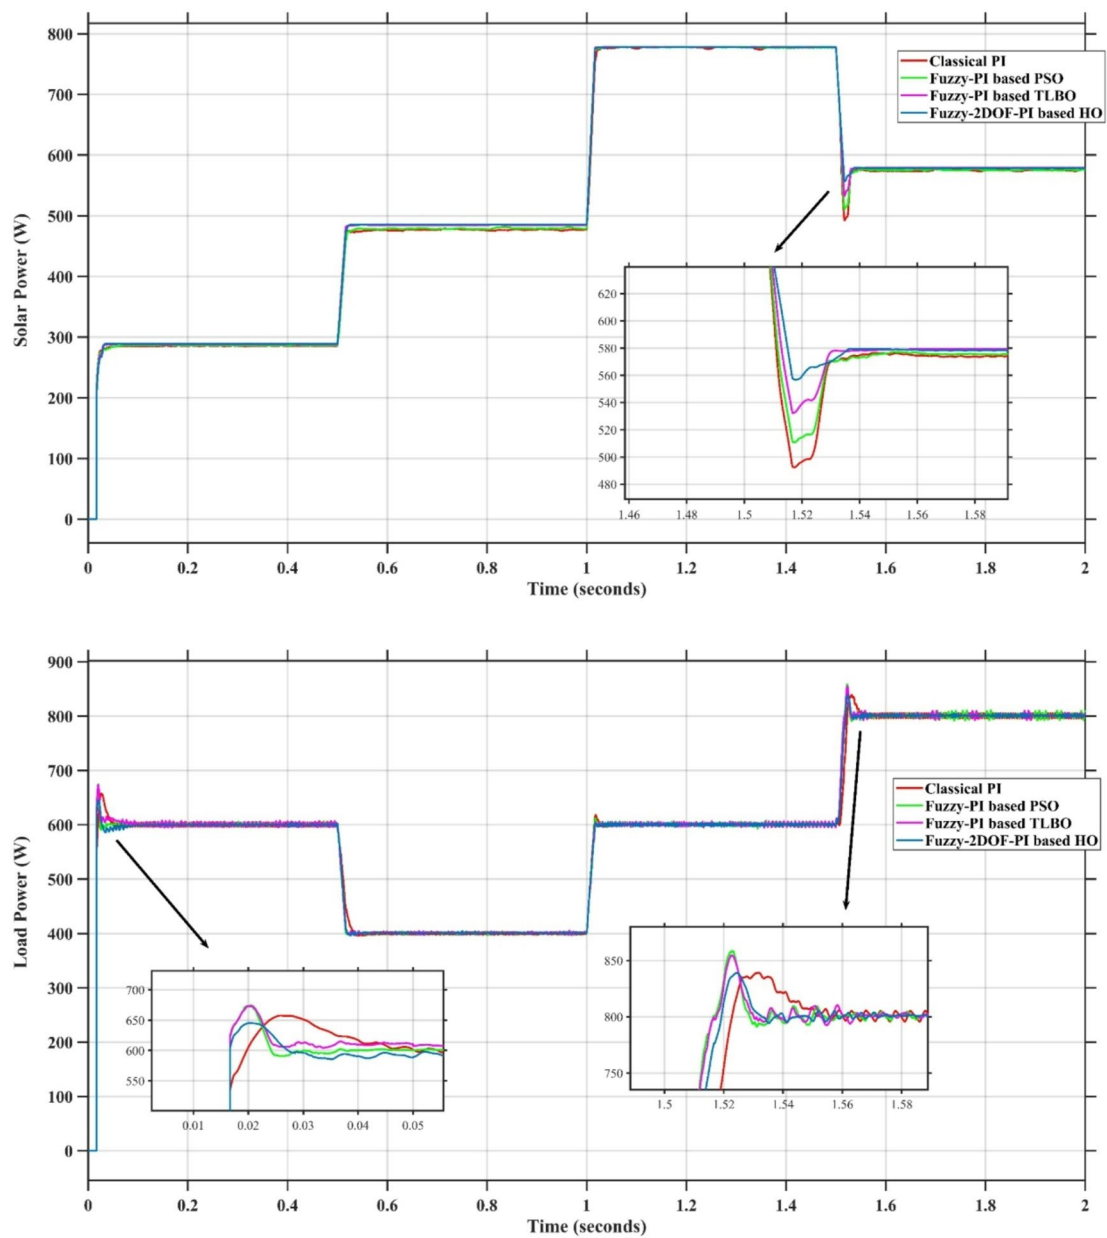 800
700
600
500
400
300
200
100
0
Solar Power (W)
Classical PI
Fuzzy-PI based PSO
Fuzzy-PI based TLBO
Fuzzy-2DOF-PI based HO
620
600
580
560
540
520
500
480
1.46 1.48 1.5 1.52 1.54 1.56 1.58
0 0.2 0.4 0.6 0.8 1 1.2 1.4 1.6 1.8 2
Time (seconds)
900
800
700
600
500
400
300
200
100
0
Load Power (W)
Classical PI
Fuzzy-PI based PSO
Fuzzy-PI based TLBO
Fuzzy-2DOF-PI based HO
700
650
600
550
0.01 0.02 0.03 0.04 0.05
850
800
750
1.5 1.52 1.54 1.56 1.58
0 0.2 0.4 0.6 0.8 1 1.2 1.4 1.6 1.8 2
Time (seconds)